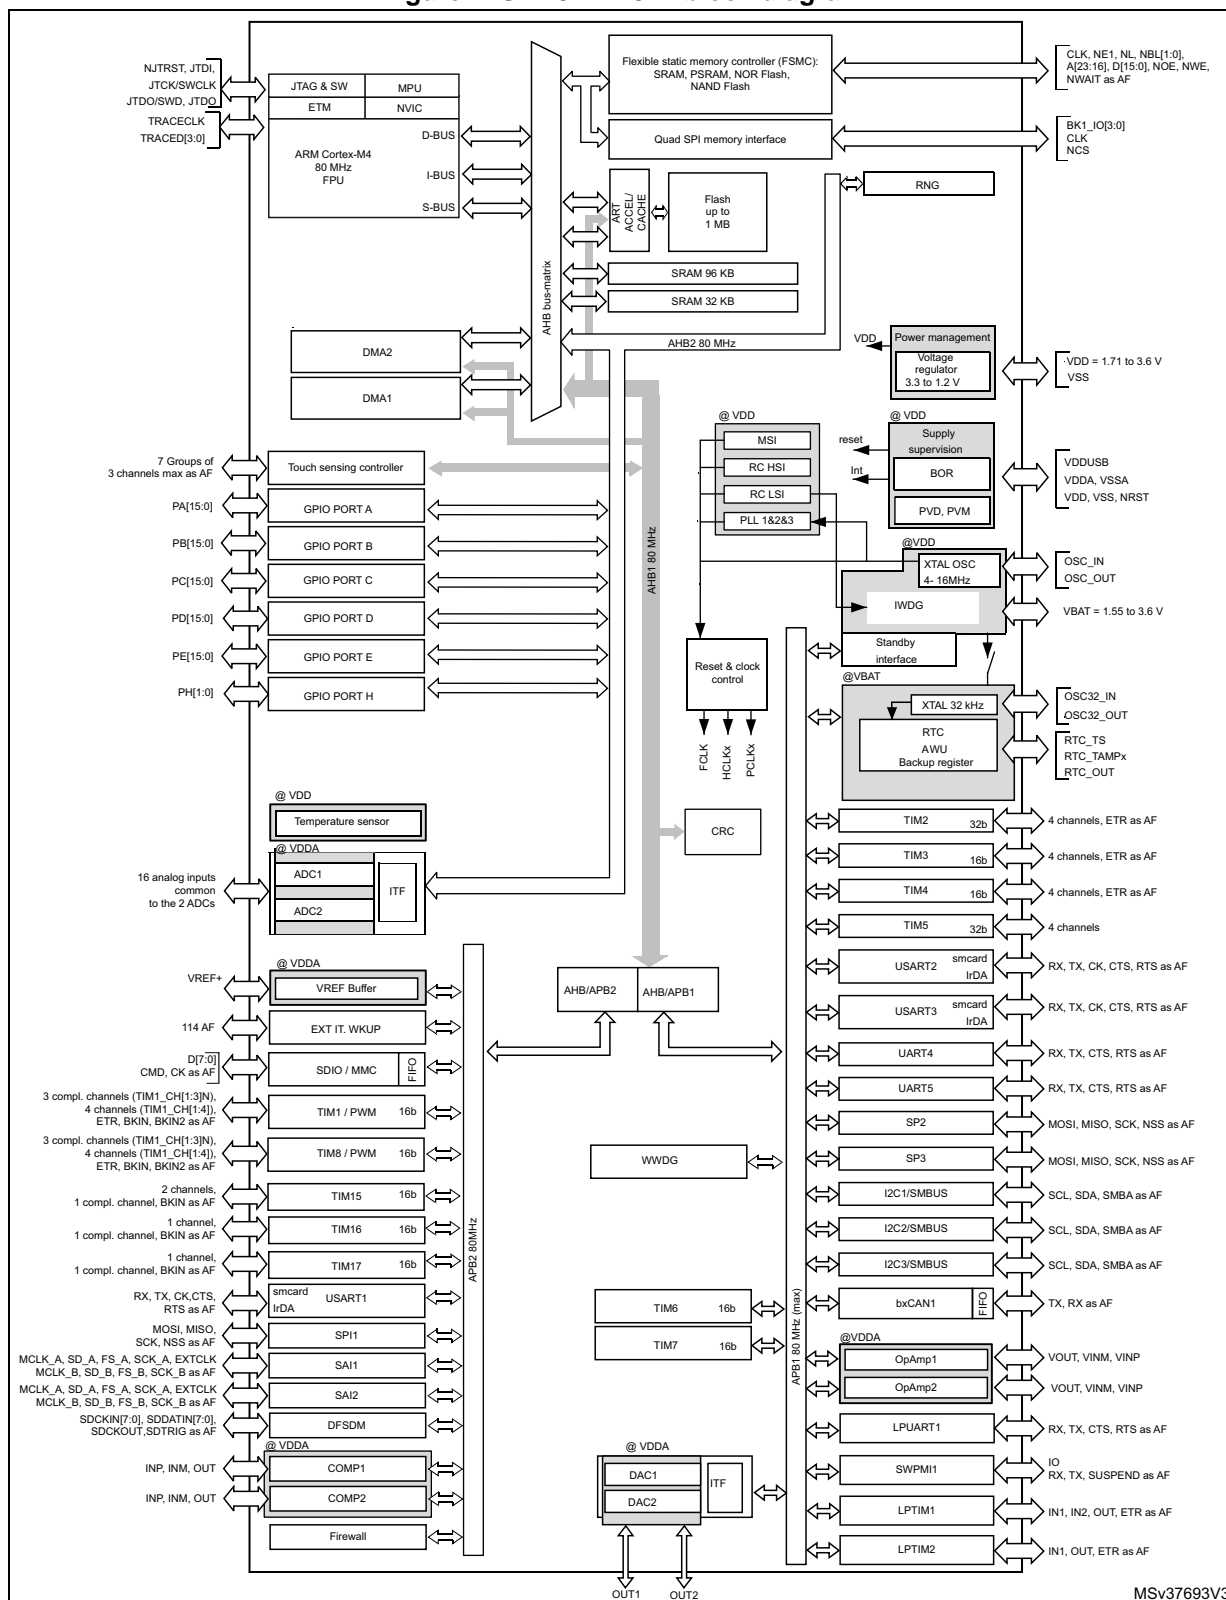 NJTRST, JTDI,
JTCK/SWCLK
JTDO/SWD, JTDO
TRACECLK
TRACED[3:0]
JTAG & SW
MPU
ETM
NVIC
ARM Cortex-M4
80 MHz
FPU
D-BUS
I-BUS
S-BUS
AHB bus-matrix
Flexible static memory controller (FSMC):
SRAM, PSRAM, NOR Flash,
NAND Flash
CLK, NE1, NL, NBL[1:0],
A[23:16], D[15:0], NOE, NWE,
NWAIT as AF
Quad SPI memory interface
BK1_IO[3:0]
CLK
NCS
ART
ACCEL/
CACHE
Flash
up to
1 MB
RNG
SRAM 96 KB
SRAM 32 KB
AHB2 80 MHz
DMA2
DMA1
VDD
Power management
Voltage
regulator
3.3 to 1.2 V
VDD = 1.71 to 3.6 V
VSS
@ VDD
MSI
RC HSI
RC LSI
PLL 1&2&3
@ VDD
reset
Int
Supply
supervision
BOR
PVD, PVM
VDDUSB
VDDA, VSSA
VDD, VSS, NRST
7 Groups of
3 channels max as AF
Touch sensing controller
PA[15:0]
GPIO PORT A
PB[15:0]
GPIO PORT B
PC[15:0]
GPIO PORT C
PD[15:0]
GPIO PORT D
PE[15:0]
GPIO PORT E
PH[1:0]
GPIO PORT H
AHB1 80 MHz
@VDD
XTAL OSC
4- 16MHz
OSC_IN
OSC_OUT
IWDG
VBAT = 1.55 to 3.6 V
Standby
interface
Reset & clock
control
FCLK
HCLKx
PCLKx
@VBAT
XTAL 32 kHz
OSC32_IN
OSC32_OUT
RTC
AWU
Backup register
RTC_TS
RTC_TAMPx
RTC_OUT
@ VDD
Temperature sensor
@ VDDA
ADC1
ADC2
ITF
16 analog inputs
common
to the 2 ADCs
CRC
TIM2
32b
4 channels, ETR as AF
TIM3
16b
4 channels, ETR as AF
TIM4
16b
4 channels, ETR as AF
TIM5
32b
4 channels
@ VDDA
VREF+
VREF Buffer
AHB/APB2
AHB/APB1
USART2
smcard
IrDA
RX, TX, CK, CTS, RTS as AF
USART3
smcard
IrDA
RX, TX, CK, CTS, RTS as AF
114 AF
EXT IT. WKUP
D[7:0]
CMD, CK as AF
SDIO / MMC
FIFO
UART4
RX, TX, CTS, RTS as AF
UART5
RX, TX, CTS, RTS as AF
3 compl. channels (TIM1_CH[1:3]N),
4 channels (TIM1_CH[1:4]),
ETR, BKIN, BKIN2 as AF
TIM1 / PWM
16b
SP2
MOSI, MISO, SCK, NSS as AF
3 compl. channels (TIM1_CH[1:3]N),
4 channels (TIM1_CH[1:4]),
ETR, BKIN, BKIN2 as AF
TIM8 / PWM
16b
WWDG
SP3
MOSI, MISO, SCK, NSS as AF
2 channels,
1 compl. channel, BKIN as AF
TIM15
16b
I2C1/SMBUS
SCL, SDA, SMBA as AF
1 channel,
1 compl. channel, BKIN as AF
TIM16
16b
APB2 80MHz
I2C2/SMBUS
SCL, SDA, SMBA as AF
1 channel,
1 compl. channel, BKIN as AF
TIM17
16b
I2C3/SMBUS
SCL, SDA, SMBA as AF
RX, TX, CK,CTS,
RTS as AF
smcard
IrDA
USART1
TIM6
16b
APB1 80 MHz (max)
bxCAN1
FIFO
TX, RX as AF
MOSI, MISO,
SCK, NSS as AF
SPI1
TIM7
16b
@VDDA
OpAmp1
VOUT, VINM, VINP
OpAmp2
VOUT, VINM, VINP
MCLK_A, SD_A, FS_A, SCK_A, EXTCLK
MCLK_B, SD_B, FS_B, SCK_B as AF
SAI1
MCLK_A, SD_A, FS_A, SCK_A, EXTCLK
MCLK_B, SD_B, FS_B, SCK_B as AF
SAI2
SDCKIN[7:0], SDDATIN[7:0],
SDCKOUT,SDTRIG as AF
DFSDM
LPUART1
RX, TX, CTS, RTS as AF
@ VDDA
INP, INM, OUT
COMP1
INP, INM, OUT
COMP2
@ VDDA
DAC1
DAC2
ITF
SWPMI1
IO
RX, TX, SUSPEND as AF
LPTIM1
IN1, IN2, OUT, ETR as AF
Firewall
LPTIM2
IN1, OUT, ETR as AF
OUT1
OUT2
MSv37693V3